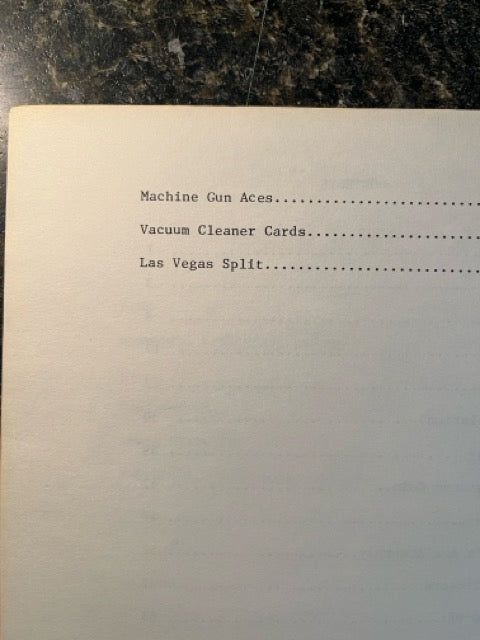 Machine Gun Aces.........................
Vacuum Cleaner Cards.....................
Las Vegas Split..........................